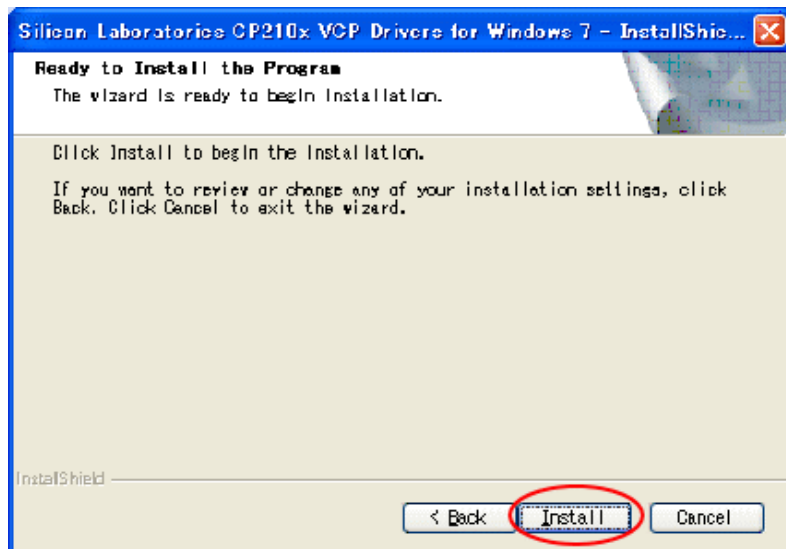 Silicon Laboratories CP210x VCP Drivers for Windows 7 - InstallShie...
Ready to Install the Program
The wizard is ready to begin installation.
Click Install to begin the installation.
If you want to review or change any of your installation settings, click
Back. Click Cancel to exit the wizard.
InstallShield
< Back Install Cancel